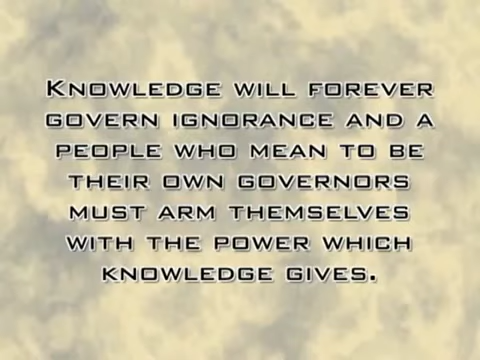 Knowledge will forever
govern ignorance and a
people who mean to be
their own governors
must arm themselves
with the power which
knowledge gives.